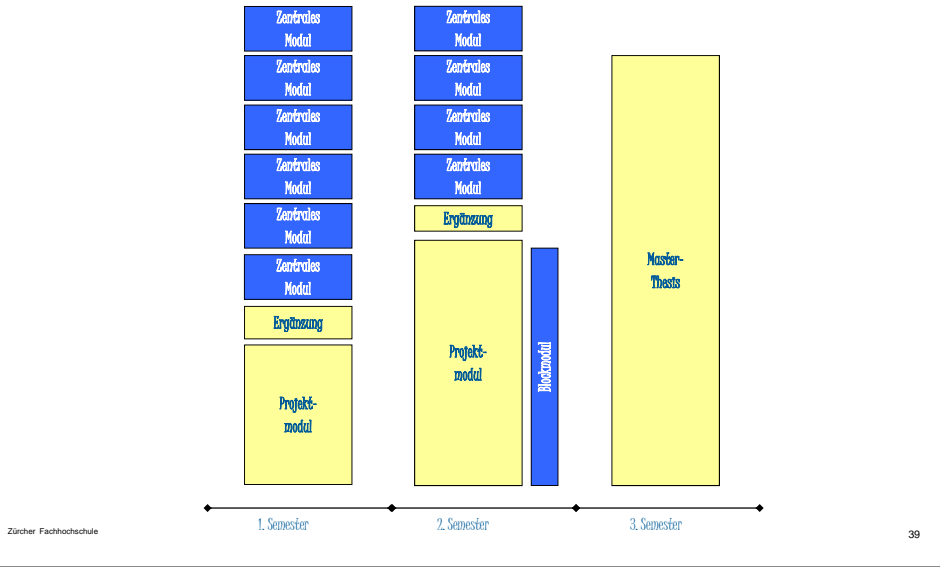 Zentrales
Modul
Zentrales
Modul
Zentrales
Modul
Zentrales
Modul
Zentrales
Modul
Zentrales
Modul
Ergänzung
Projekt-
modul
Zentrales
Modul
Zentrales
Modul
Zentrales
Modul
Zentrales
Modul
Ergänzung
Projekt-
modul
Blockmodul
Master-
Thesis
1. Semester
2. Semester
3. Semester
Zürcher Fachhochschule
39